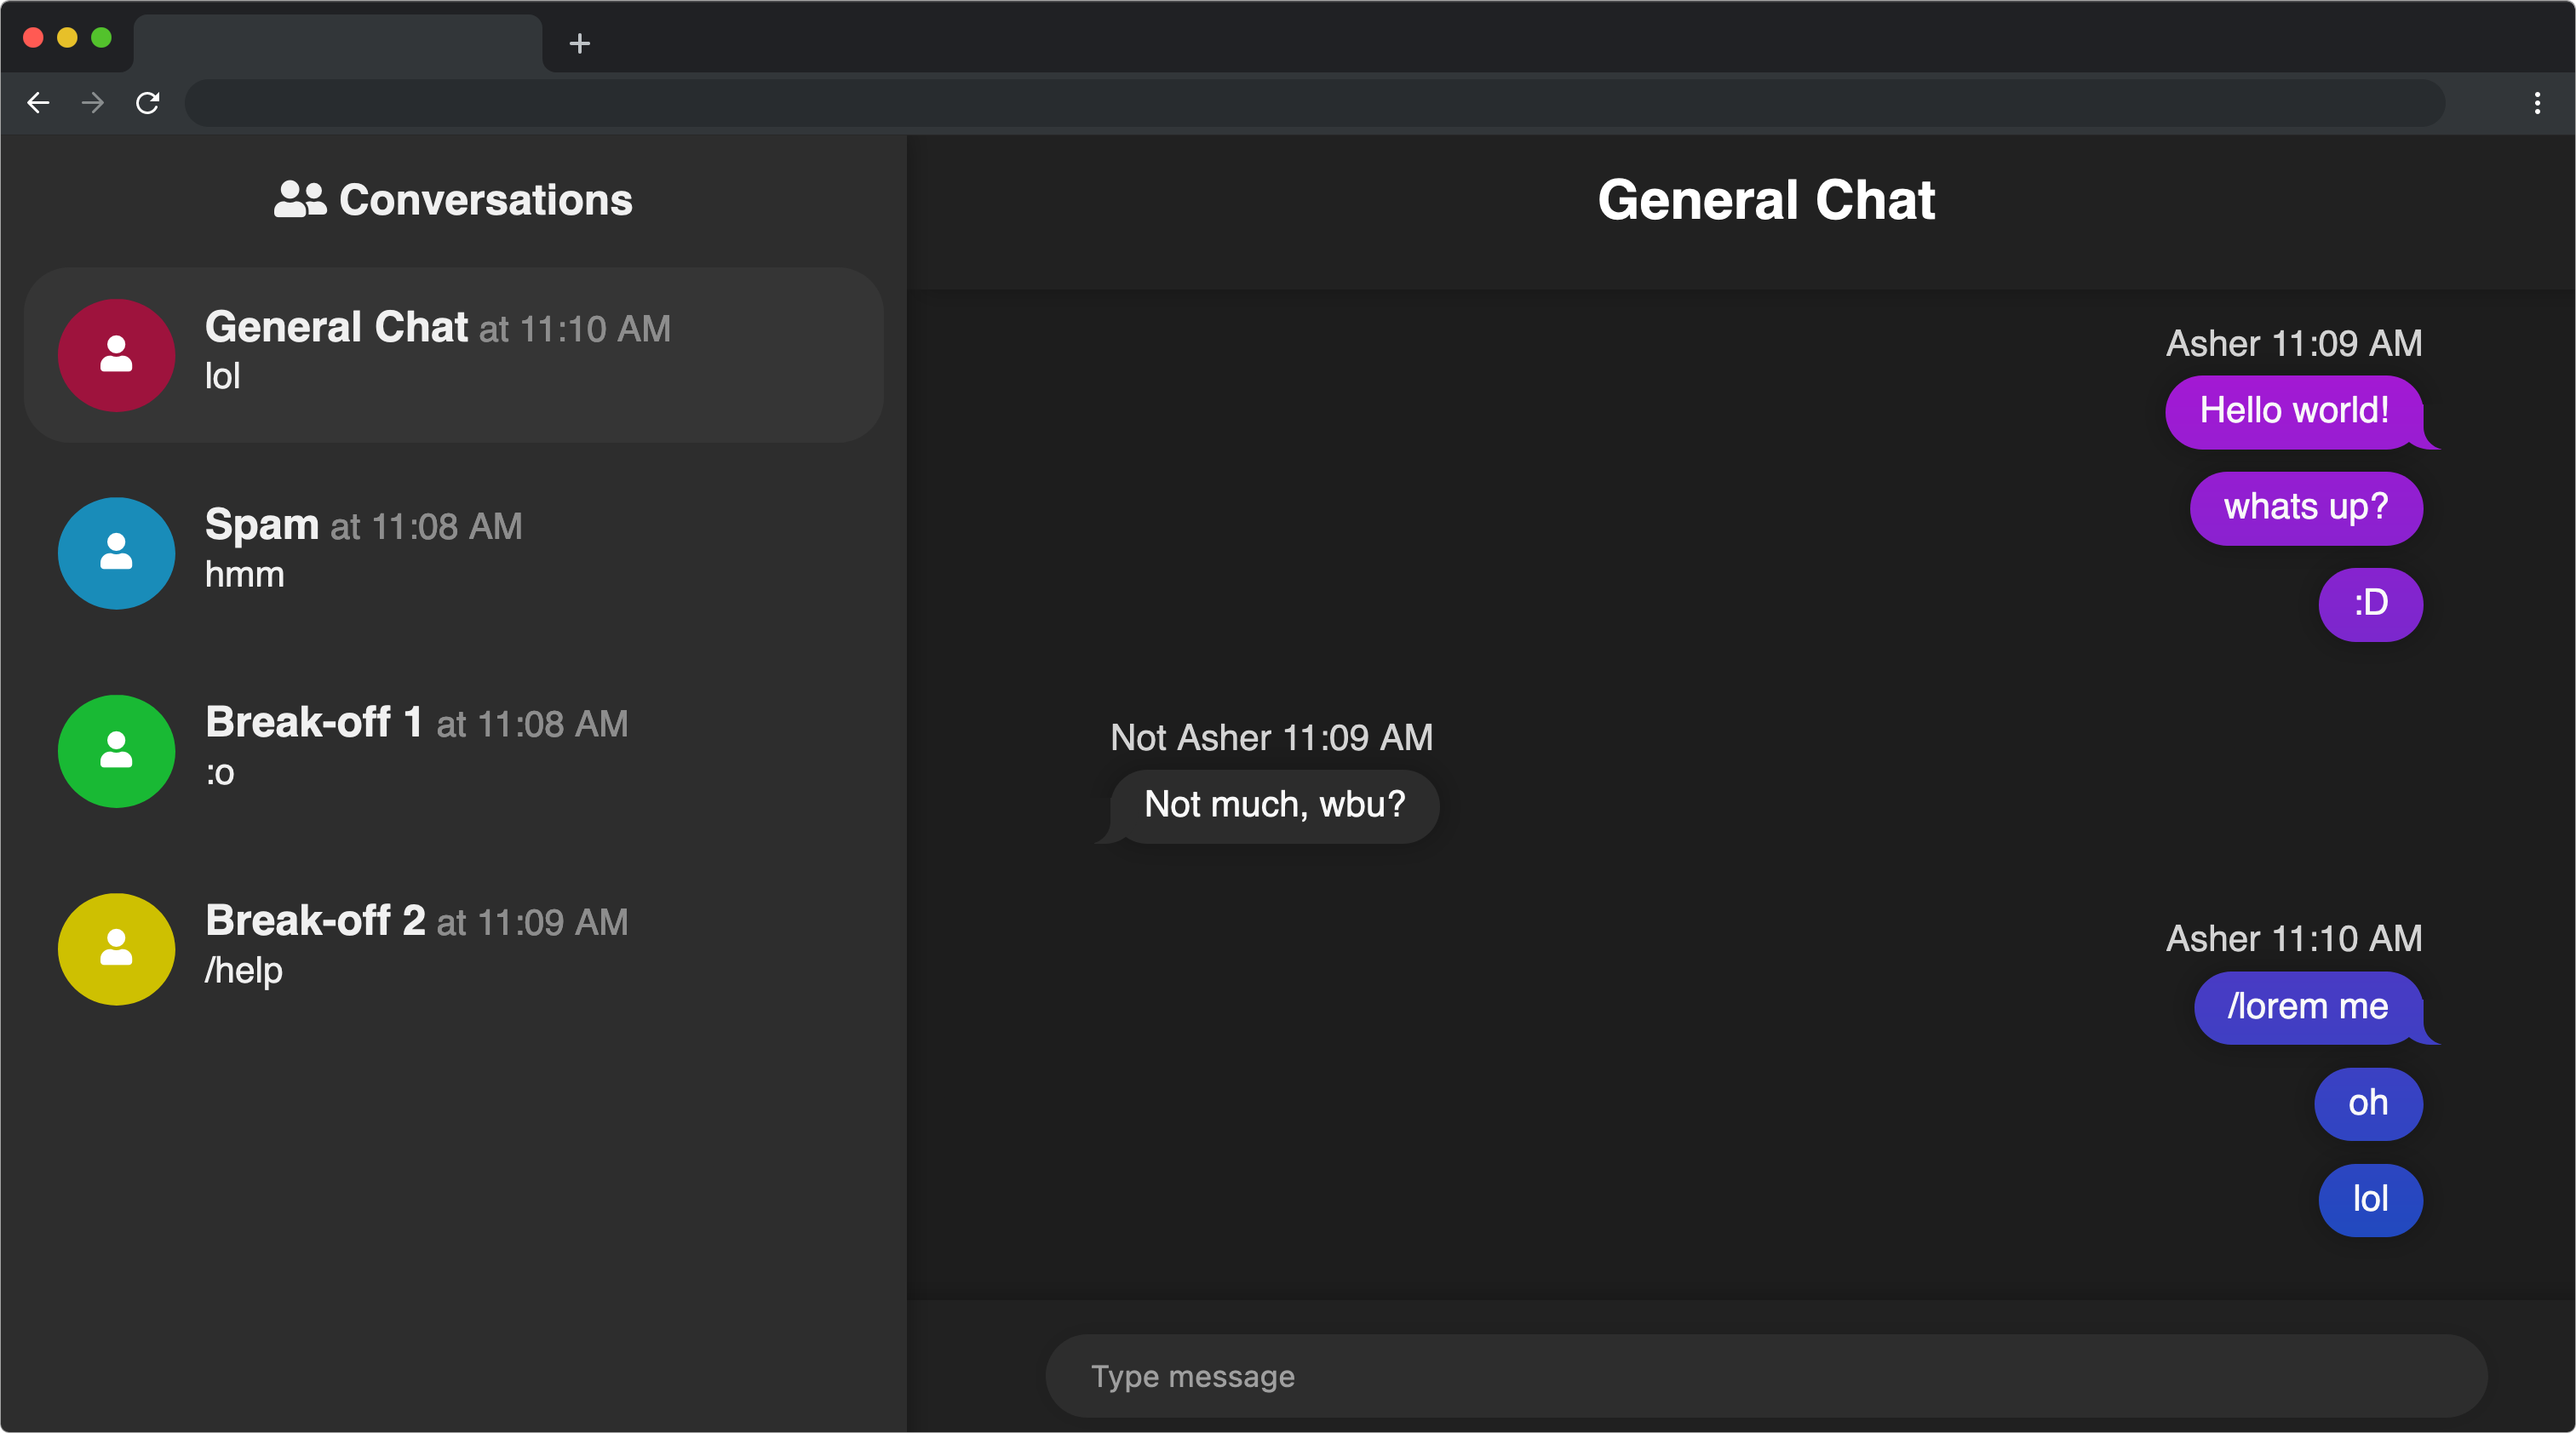 Conversations
General Chat at 11:10 AM
lol
Spam at 11:08 AM
hmm
Break-off 1 at 11:08 AM
:o
Break-off 2 at 11:09 AM
/help
General Chat
Asher 11:09 AM
Hello world!
whats up?
:D
Not Asher 11:09 AM
Not much, wbu?
Asher 11:10 AM
/lorem me
oh
lol
Type message